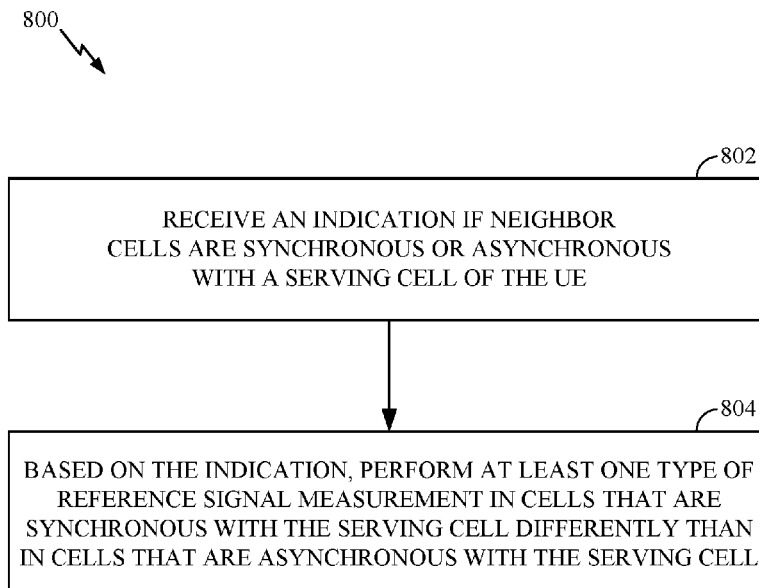 800
802
RECEIVE AN INDICATION IF NEIGHBOR
CELLS ARE SYNCHRONOUS OR ASYNCHRONOUS
WITH A SERVING CELL OF THE UE
804
BASED ON THE INDICATION, PERFORM AT LEAST ONE TYPE OF
REFERENCE SIGNAL MEASUREMENT IN CELLS THAT ARE
SYNCHRONOUS WITH THE SERVING CELL DIFFERENTLY THAN
IN CELLS THAT ARE ASYNCHRONOUS WITH THE SERVING CELL